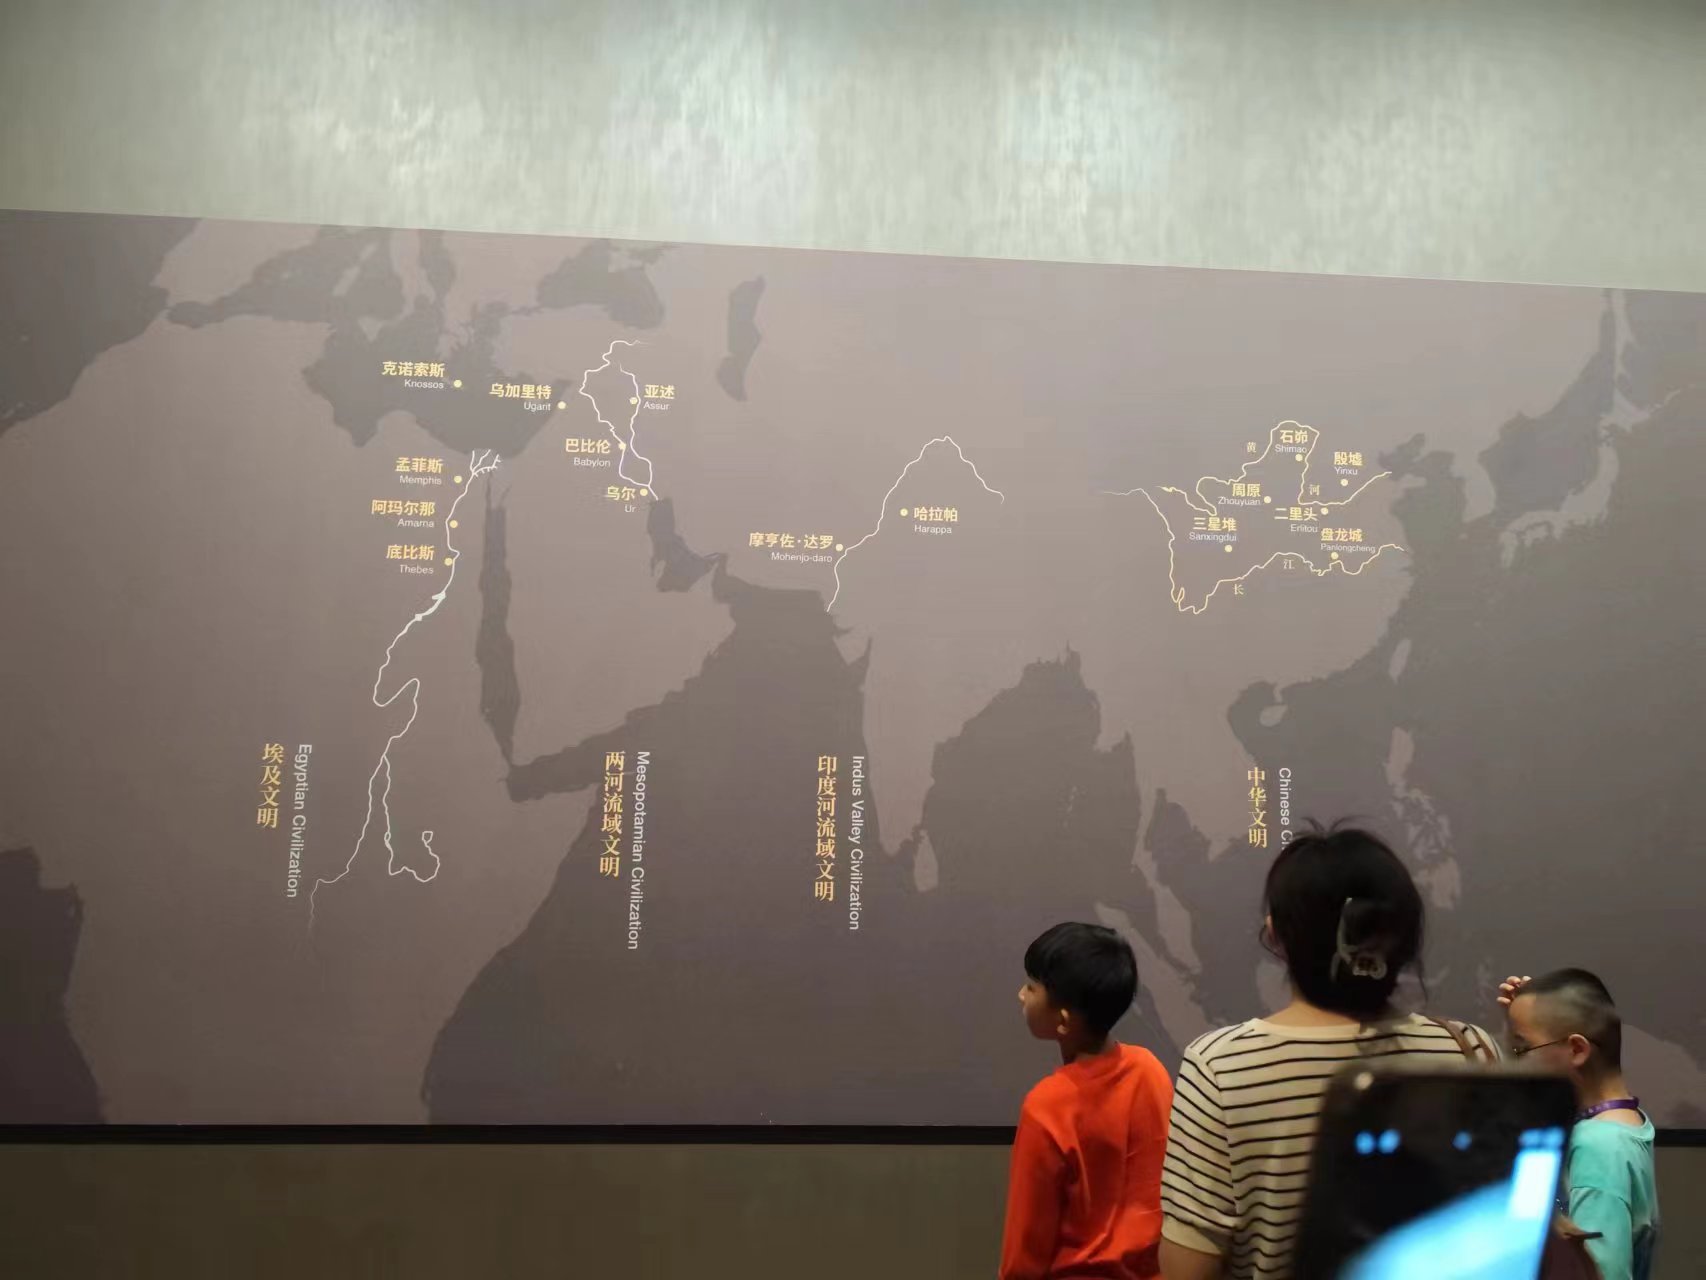 克诺索斯
Knossos
乌加里特
Ugarit
亚述
Assur
巴比伦
Babylon
乌尔
Ur
孟菲斯
Memphis
阿玛尔那
Amarna
底比斯
Thebes
哈拉帕
Harappa
摩亨佐·达罗
Mohenjo-daro
黄
河
石峁
Shimao
殷墟
Yinxu
周原
Zhouyuan
二里头
Erlitou
三星堆
Sanxingdui
盘龙城
Panlongcheng
长
江
埃及文明
Egyptian Civilization
两河流域文明
Mesopotamian Civilization
印度河流域文明
Indus Valley Civilization
中华文明
Chinese